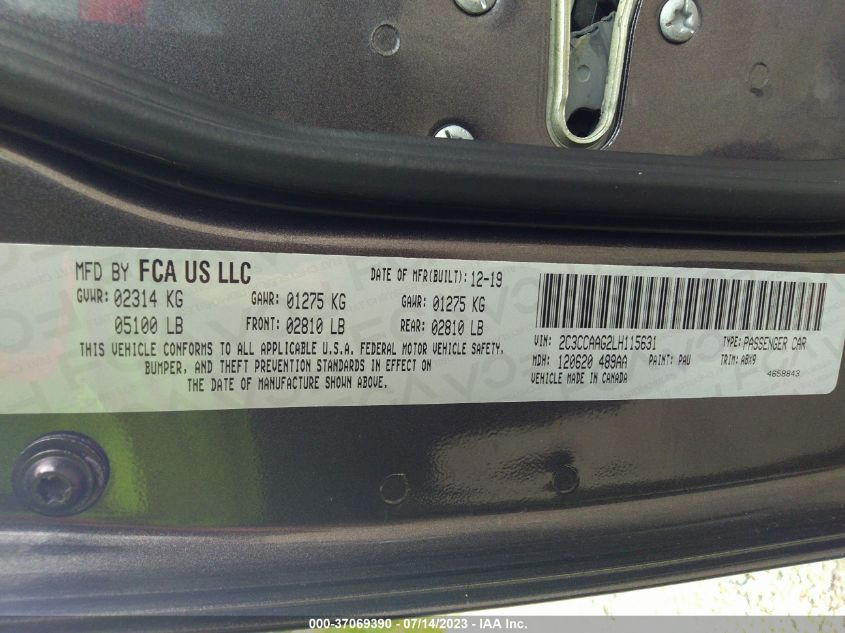 MFD BY FCA US LLC DATE OF MFR(BUILT): 12-19
GVWR: 02314 KG GAWR: 01275 KG GAWR: 01275 KG
05100 LB FRONT: 02810 LB REAR: 02810 LB
THIS VEHICLE CONFORMS TO ALL APPLICABLE U.S.A. FEDERAL MOTOR VEHICLE SAFETY,
BUMPER, AND THEFT PREVENTION STANDARDS IN EFFECT ON
THE DATE OF MANUFACTURE SHOWN ABOVE.
VIN: 2C3CCAAG2LH115631 TYPE: PASSENGER CAR
MDH: 120620 489AA PAINT: PAU TRIM: ABX9
VEHICLE MADE IN CANADA 4658843
000-37069390 - 07/14/2023 - IAA Inc.